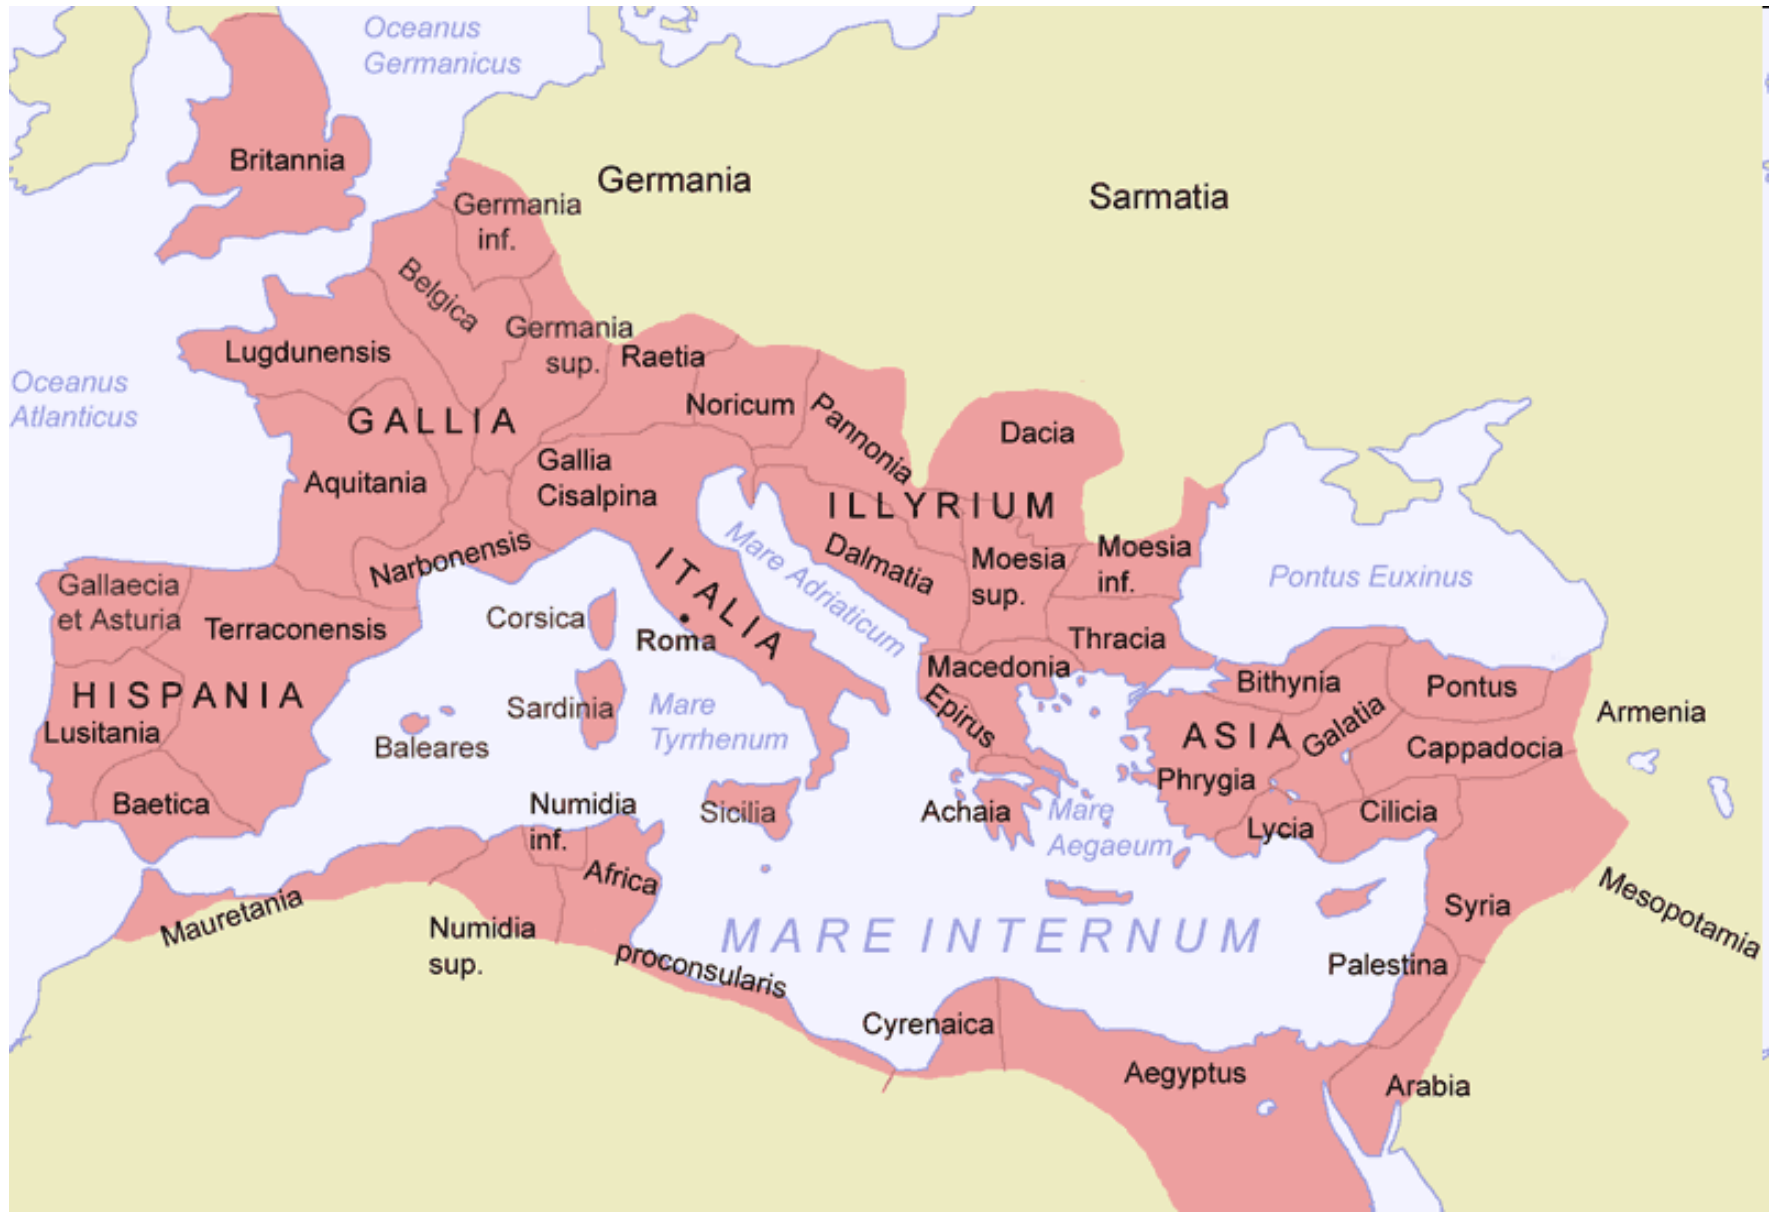 Oceanus
Germanicus
Britannia
Germania
Sarmatia
Germania
inf.
Belgica
Germania
sup.
Lugdunensis
Raetia
Oceanus
Atlanticus
Noricum
Pannonia
Dacia
GALLIA
Gallia
Cisalpina
Aquitania
ILLYRIUM
Narbonensis
Mare Adriaticum
Dalmatia
Moesia
sup.
Moesia
inf.
Pontus Euxinus
Gallaecia
et Asturia
Terraconensis
Corsica
ITALIA
Roma
Thracia
Macedonia
HISPANIA
Lusitania
Sardinia
Mare
Tyrrhenum
Epirus
Bithynia
Pontus
Galatia
ASIA
Armenia
Baleares
Cappadocia
Phrygia
Baetica
Numidia
inf.
Sicilia
Achaia
Mare
Aegaeum
Lycia
Cilicia
Africa
Mauretania
Numidia
sup.
proconsularis
MARE INTERNUM
Syria
Mesopotamia
Palestina
Cyrenaica
Aegyptus
Arabia